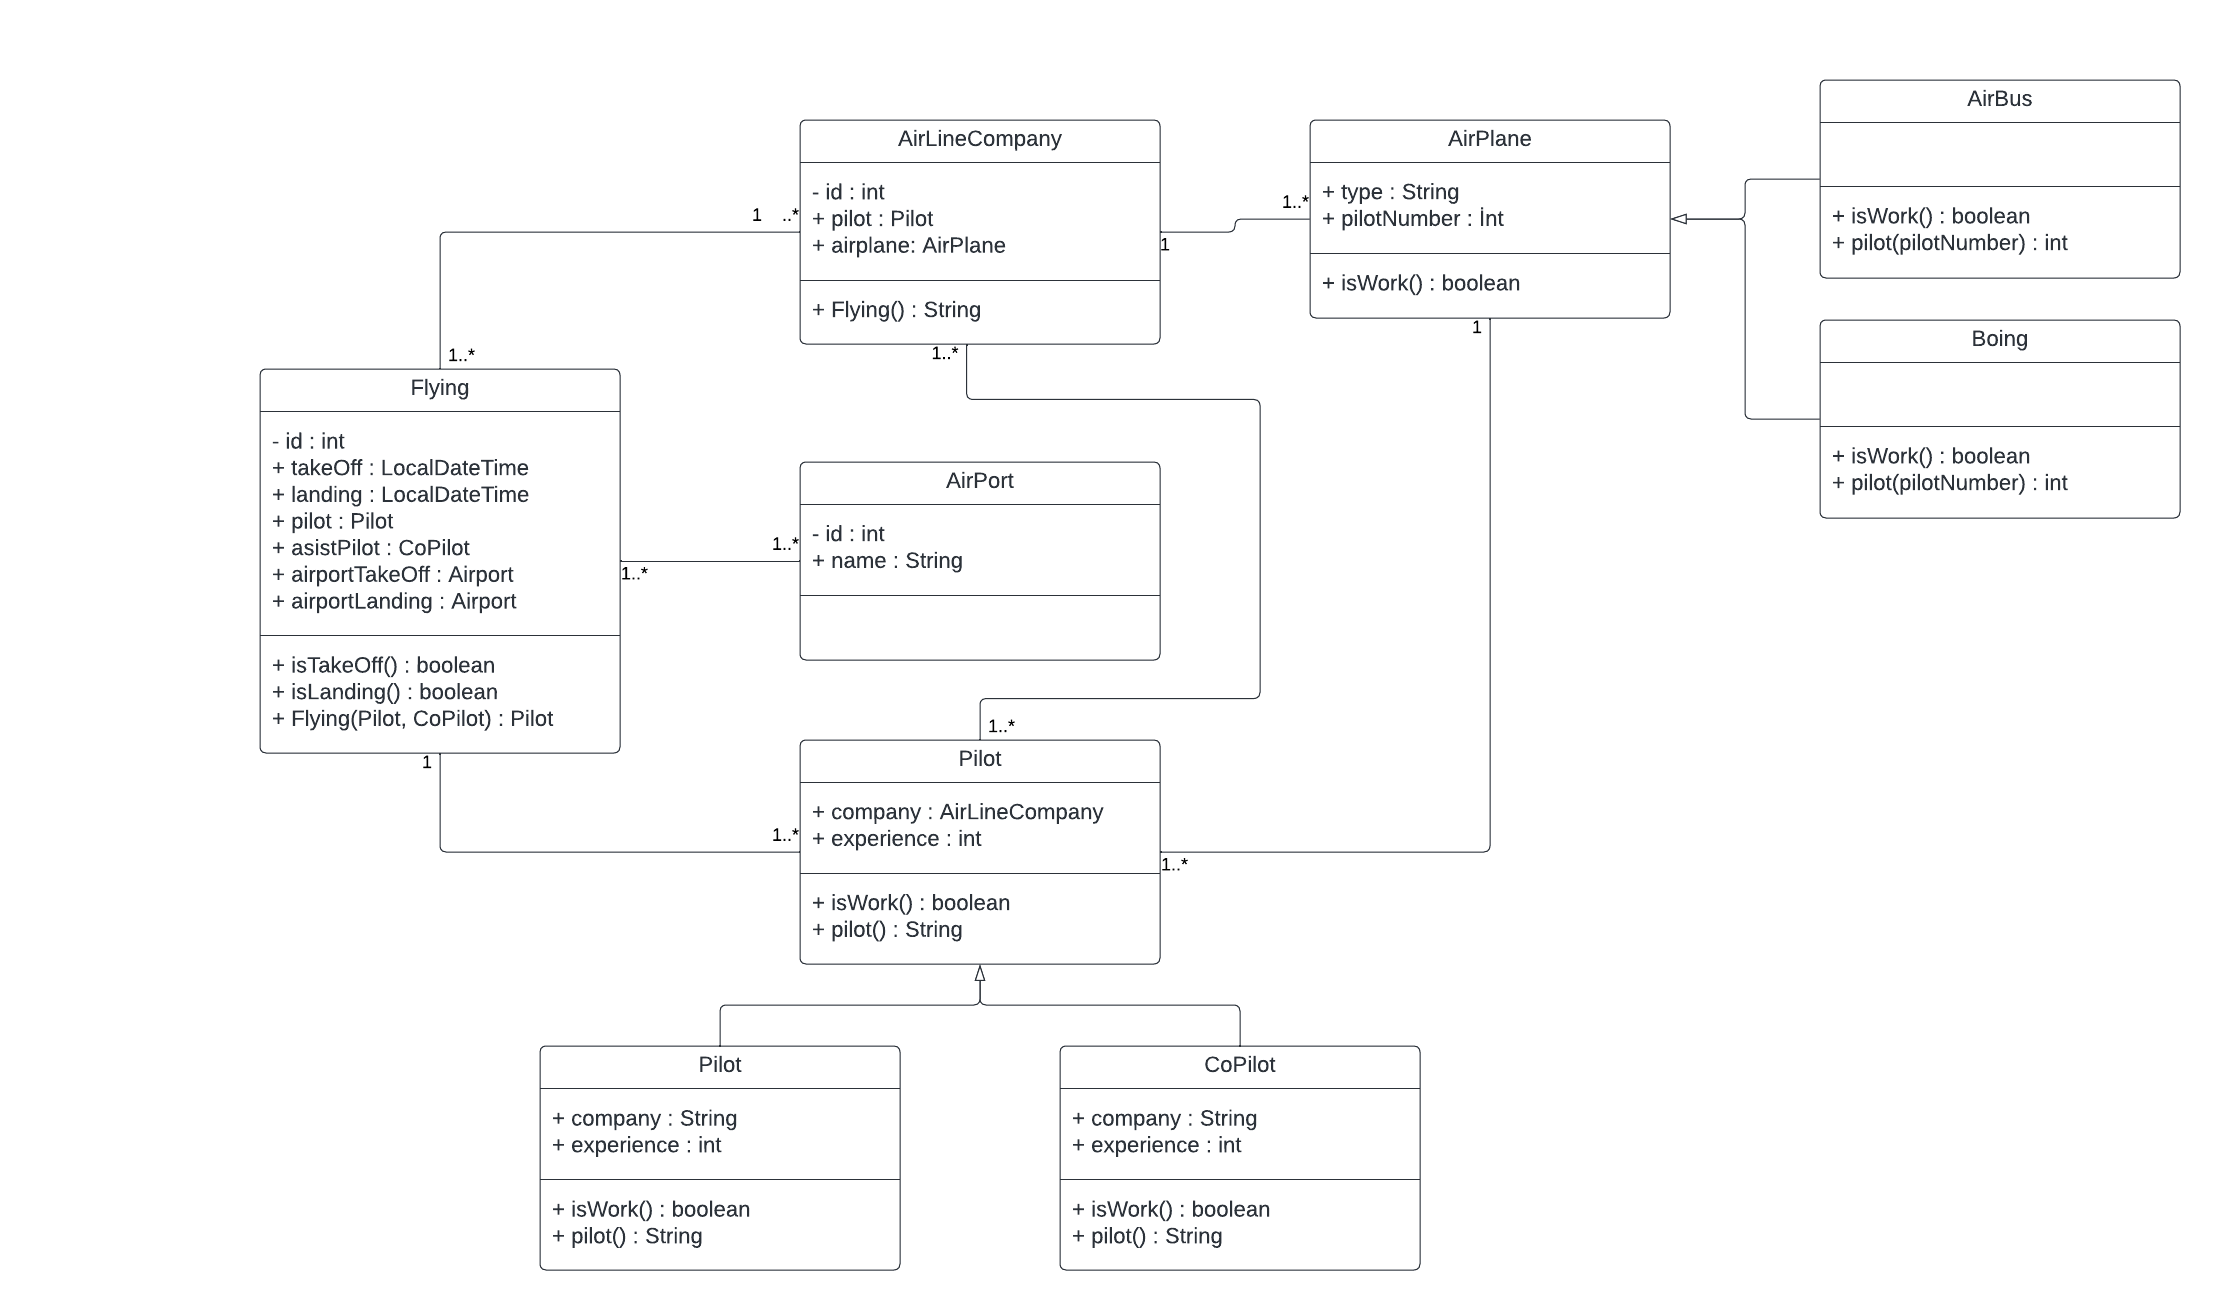 AirBus
+ isWork() : boolean
+ pilot(pilotNumber) : int
AirLineCompany
- id : int
+ pilot : Pilot
+ airplane: AirPlane
+ Flying() : String
AirPlane
+ type : String
+ pilotNumber : İnt
+ isWork() : boolean
1 ..*
1
1..*
1
1..*
1..*
Boing
+ isWork() : boolean
+ pilot(pilotNumber) : int
Flying
- id : int
+ takeOff : LocalDateTime
+ landing : LocalDateTime
+ pilot : Pilot
+ asistPilot : CoPilot
+ airportTakeOff : Airport
+ airportLanding : Airport
+ isTakeOff() : boolean
+ isLanding() : boolean
+ Flying(Pilot, CoPilot) : Pilot
AirPort
- id : int
+ name : String
1..*
1..*
1..*
1
1..*
1..*
Pilot
+ company : AirLineCompany
+ experience : int
+ isWork() : boolean
+ pilot() : String
Pilot
+ company : String
+ experience : int
+ isWork() : boolean
+ pilot() : String
CoPilot
+ company : String
+ experience : int
+ isWork() : boolean
+ pilot() : String